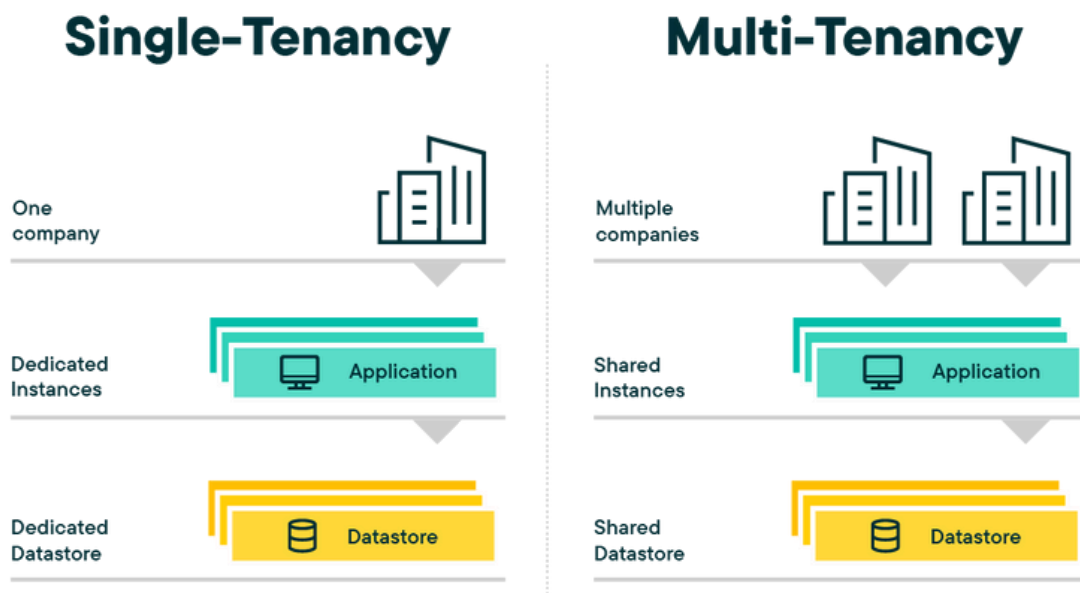 Single-Tenancy
Multi-Tenancy
One
company
Multiple
companies
Dedicated
Instances
Application
Shared
Instances
Application
Dedicated
Datastore
Datastore
Shared
Datastore
Datastore